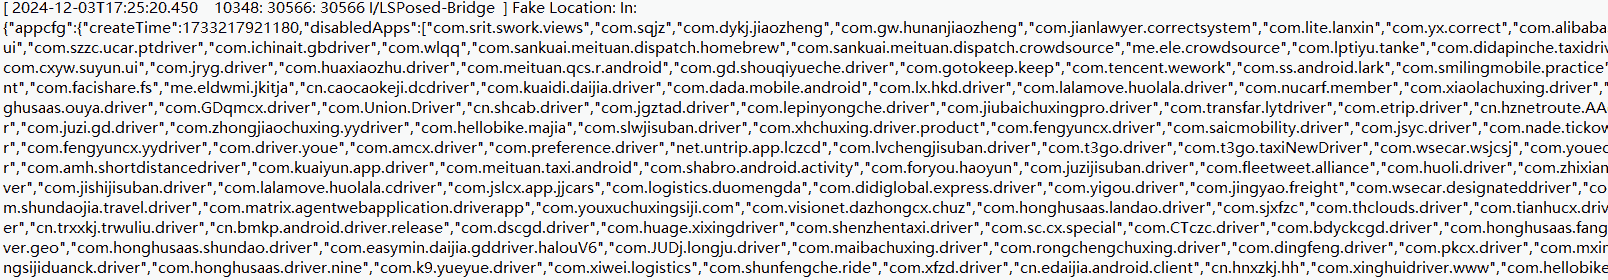 [ 2024-12-03T17:25:20.450    10348: 30566: 30566 I/LSPosed-Bridge  ] Fake Location: In:
{"appcfg":{"createTime":1733217921180,"disabledApps":["com.srit.swork.views","com.sqjz","com.dykj.jiaozheng","com.gw.hunanjiaozheng","com.jianlawyer.correctsystem","com.lite.lanxin","com.yx.correct","com.alibaba
ui","com.szzc.ucar.ptdriver","com.ichinait.gbdriver","com.wlqq","com.sankuai.meituan.dispatch.homebrew","com.sankuai.meituan.dispatch.crowdsource","me.ele.crowdsource","com.lptiyu.tanke","com.didapinche.taxidriv
com.cxyw.suyun.ui","com.jryg.driver","com.huaxiaozhu.driver","com.meituan.qcs.r.android","com.gd.shouqiyueche.driver","com.gotokeep.keep","com.tencent.wework","com.ss.android.lark","com.smilingmobile.practice"
nt","com.facishare.fs","me.eldwmi.jkitja","cn.caocaokeji.dcdriver","com.kuaidi.daijia.driver","com.dada.mobile.android","com.lx.hkd.driver","com.lalamove.huolala.driver","com.nucarf.member","com.xiaolachuxing.driver","
ghusaas.ouya.driver","com.GDqmcx.driver","com.Union.Driver","cn.shcab.driver","com.jgztad.driver","com.lepinyongche.driver","com.jiubaichuxingpro.driver","com.transfar.lytdriver","com.etrip.driver","cn.hznetroute.AA
r","com.juzi.gd.driver","com.zhongjiaochuxing.yydriver","com.hellobike.majia","com.slwjisuban.driver","com.xhchuxing.driver.product","com.fengyuncx.driver","com.saicmobility.driver","com.jsyc.driver","com.nade.tickow
r","com.fengyuncx.yydriver","com.driver.youe","com.amcx.driver","com.preference.driver","net.untrip.app.lczcd","com.lvchengjisuban.driver","com.t3go.driver","com.t3go.taxiNewDriver","com.wsecar.wsjcsj","com.youec
r","com.amh.shortdistancedriver","com.kuaiyun.app.driver","com.meituan.taxi.android","com.shabro.android.activity","com.foryou.haoyun","com.juzijisuban.driver","com.fleetweet.alliance","com.huoli.driver","com.zhixian
ver","com.jishijisuban.driver","com.lalamove.huolala.cdriver","com.jslcx.app.jjcars","com.logistics.duomengda","com.didiglobal.express.driver","com.yigou.driver","com.jingyao.freight","com.wsecar.designateddriver","co
m.shundaojia.travel.driver","com.matrix.agentwebapplication.driverapp","com.youxuchuxingsiji.com","com.visionet.dazhongcx.chuz","com.honghusaas.landao.driver","com.sjxfzc","com.thclouds.driver","com.tianhucx.driv
er","cn.trxxkj.trwuliu.driver","cn.bmkp.android.driver.release","com.dscgd.driver","com.huage.xixingdriver","com.shenzhentaxi.driver","com.sc.cx.special","com.CTczc.driver","com.bdyckcgd.driver","com.honghusaas.fang
ver.geo","com.honghusaas.shundao.driver","com.easymin.daijia.gddriver.halouV6","com.JUDj.longju.driver","com.maibachuxing.driver","com.rongchengchuxing.driver","com.dingfeng.driver","com.pkcx.driver","com.mxin
ngsijiduanck.driver","com.honghusaas.driver.nine","com.k9.yueyue.driver","com.xiwei.logistics","com.shunfengche.ride","com.xfzd.driver","cn.edaijia.android.client","cn.hnxzkj.hh","com.xinghuidriver.www","com.hellobike